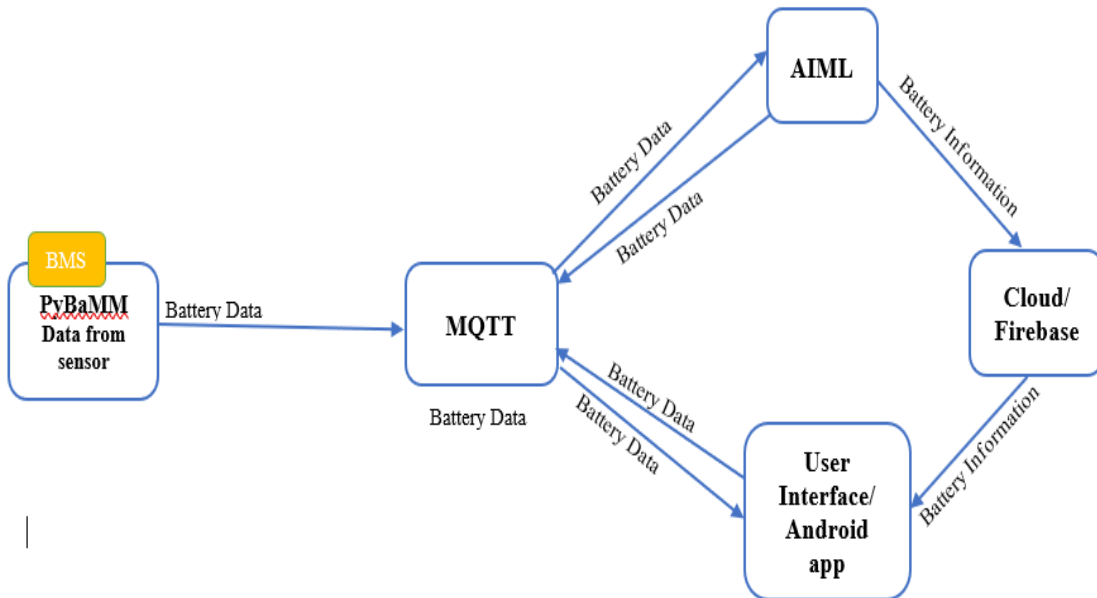 AIML
Battery Data
Battery Data
Battery Information
BMS
PyBaMM
Data from
sensor
Battery Data
MQTT
Cloud/
Firebase
Battery Data
Battery Data
Battery Data
User
Interface/
Android
app
Battery Information